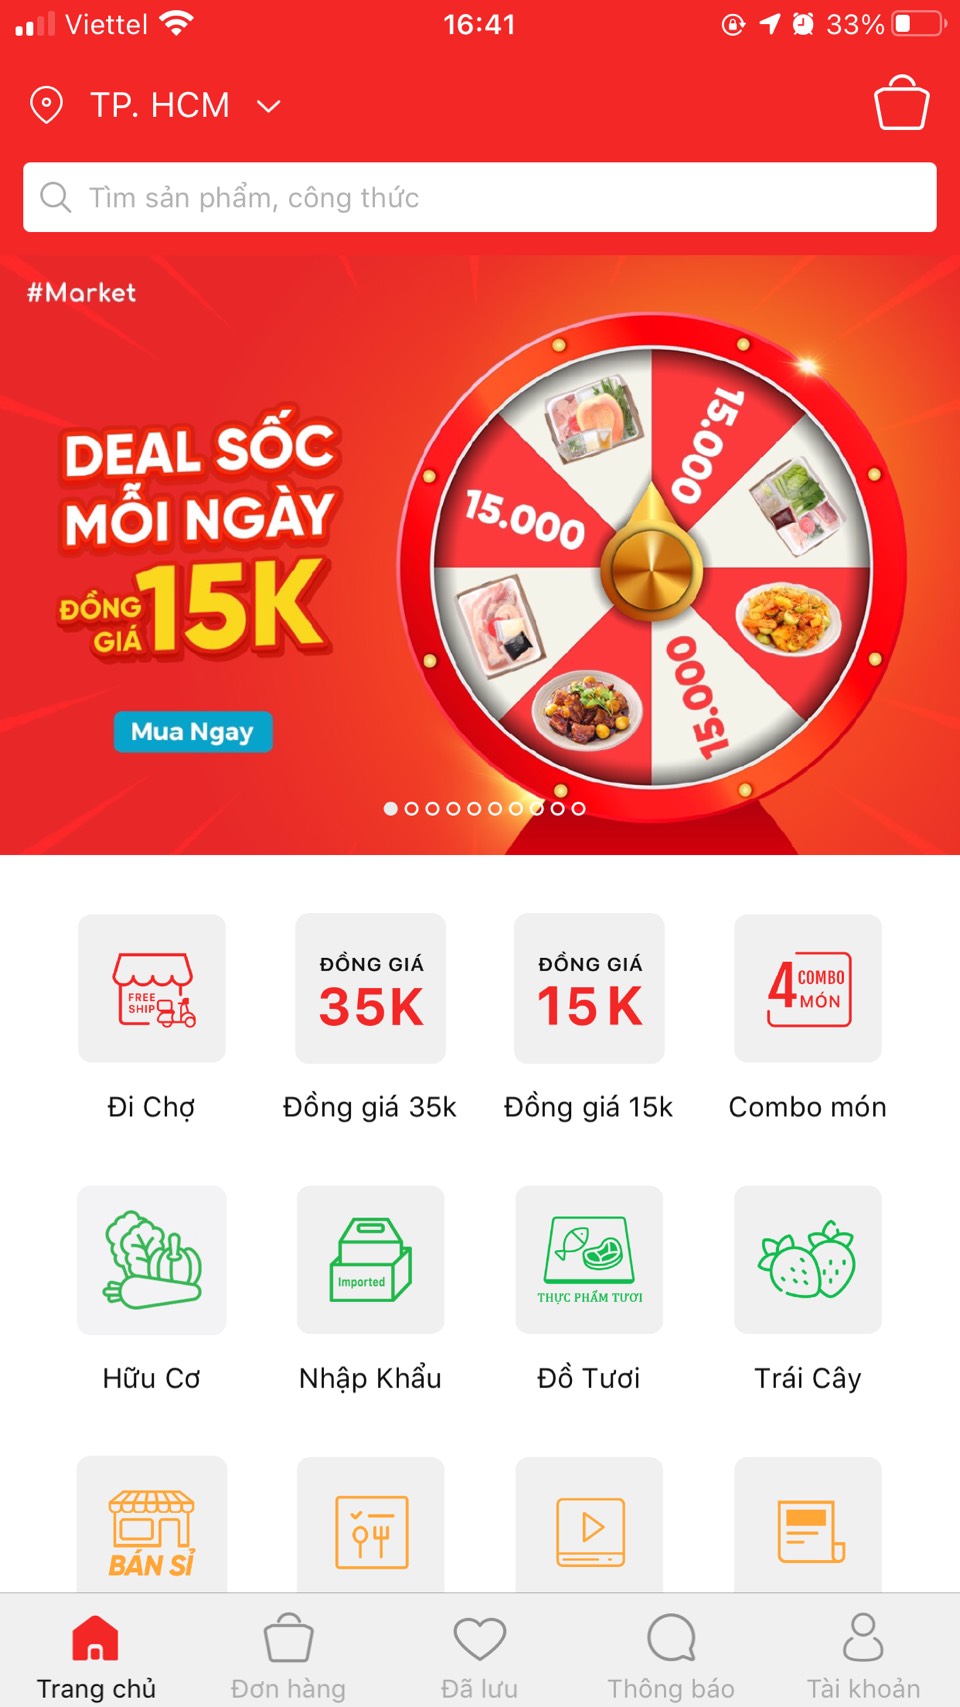 Viettel 16:41 33%
TP. HCM
Tìm sản phẩm, công thức
#Market
DEAL SỐC
MỖI NGÀY
ĐỒNG
GIÁ 15K
Mua Ngay
15.000
15.000
15.000
FREE
SHIP
ĐỒNG GIÁ
35K
ĐỒNG GIÁ
15K
4 COMBO
MÓN
Đi Chợ
Đồng giá 35k
Đồng giá 15k
Combo món
Imported
THỰC PHẨM TƯƠI
Hữu Cơ
Nhập Khẩu
Đồ Tươi
Trái Cây
BÁN SỈ
Trang chủ
Đơn hàng
Đã lưu
Thông báo
Tài khoản